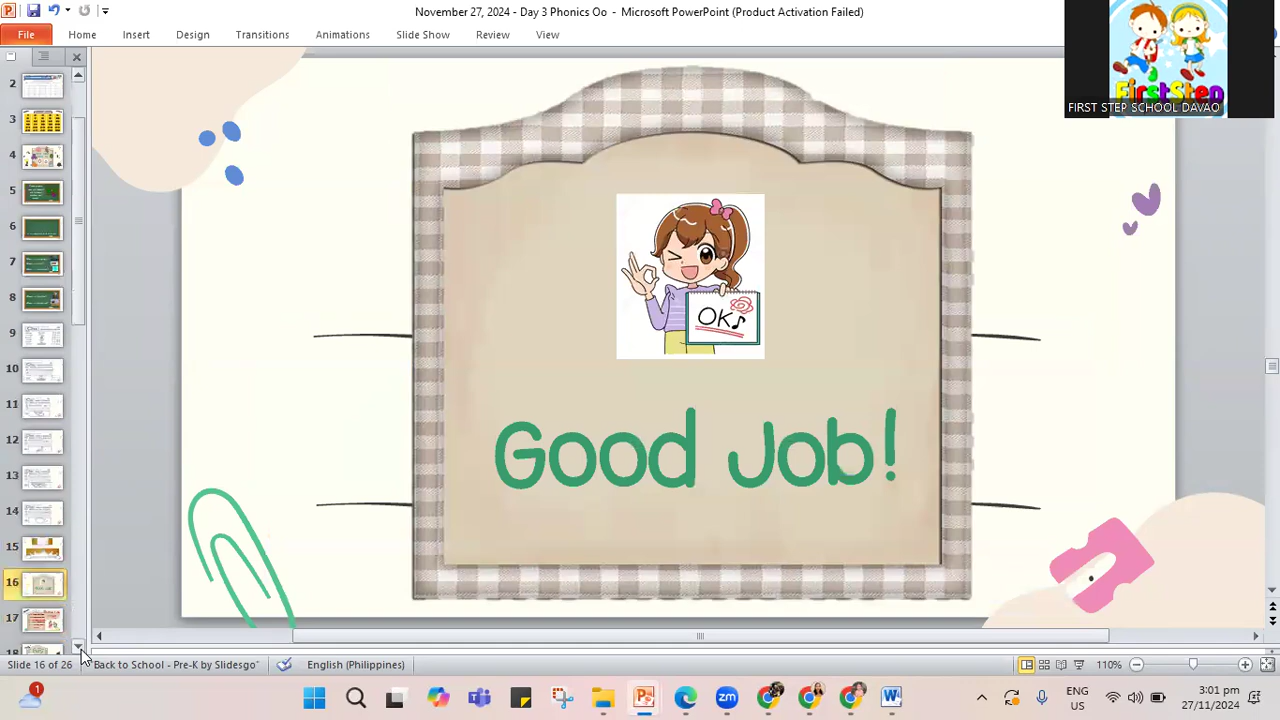 November 27, 2024 - Day 3 Phonics Oo - Microsoft PowerPoint (Product Activation Failed)
File Home Insert Design Transitions Animations Slide Show Review View
FirstStep
FIRST STEP SCHOOL DAVAO
2
3
4
5
6
7
8
9
10
11
12
13
14
15
16
17
18
OK♪
Good Job!
Slide 16 of 26 "Back to School - Pre-K by Slidesgo" English (Philippines) 110%
1
W
zm
ENG
US
3:01 pm
27/11/2024